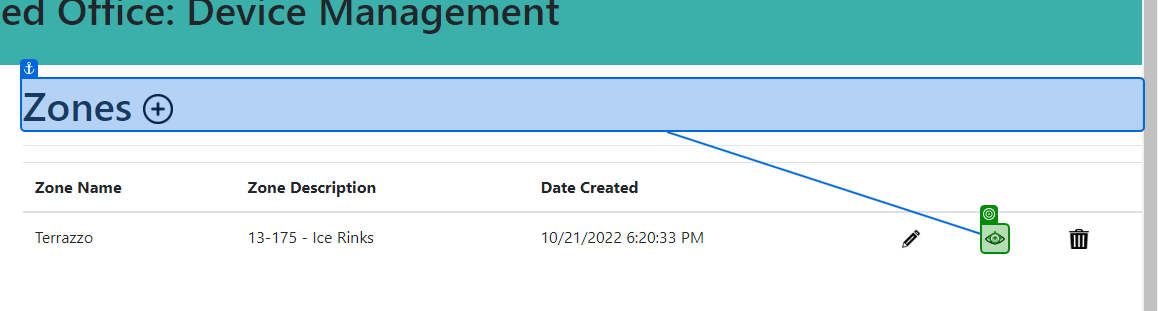 ed Office: Device Management
Zones
Zone Name Zone Description Date Created
Terrazzo 13-175 - Ice Rinks 10/21/2022 6:20:33 PM